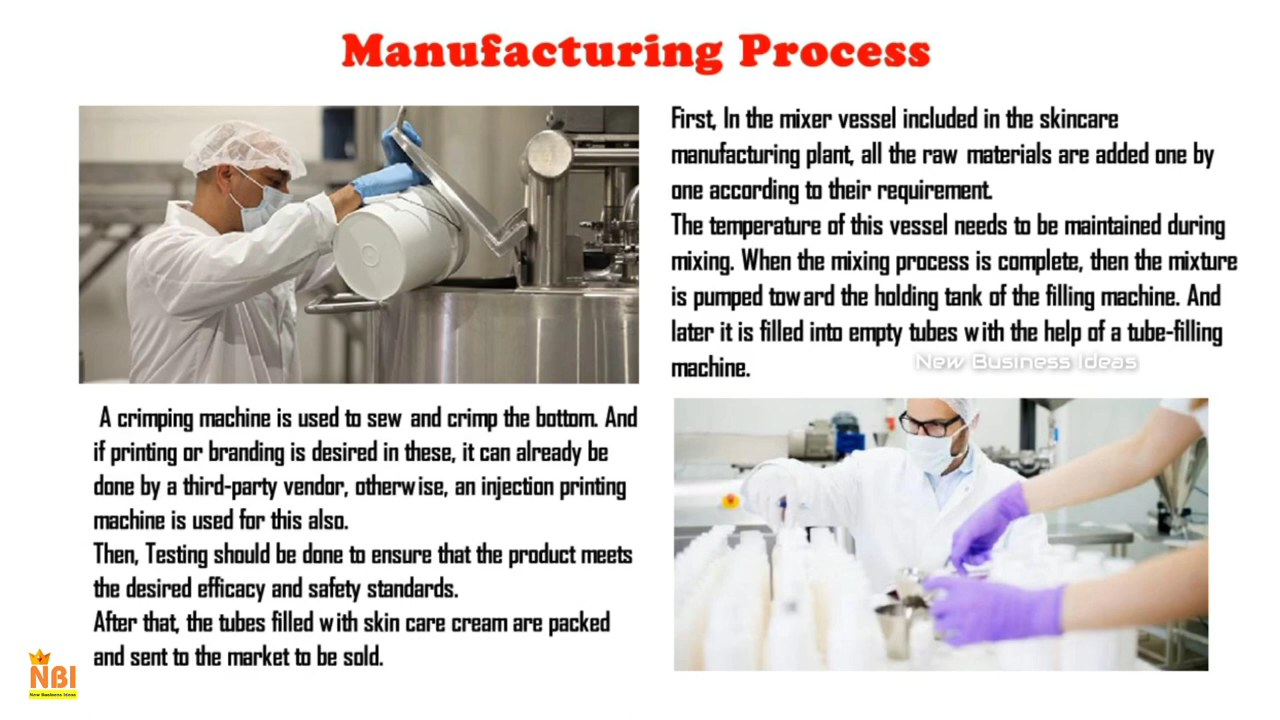 Manufacturing Process
First, In the mixer vessel included in the skincare
manufacturing plant, all the raw materials are added one by
one according to their requirement.
The temperature of this vessel needs to be maintained during
mixing. When the mixing process is complete, then the mixture
is pumped toward the holding tank of the filling machine. And
later it is filled into empty tubes with the help of a tube-filling
machine.
New Business Ideas
A crimping machine is used to sew and crimp the bottom. And
if printing or branding is desired in these, it can already be
done by a third-party vendor, otherwise, an injection printing
machine is used for this also.
Then, Testing should be done to ensure that the product meets
the desired efficacy and safety standards.
After that, the tubes filled with skin care cream are packed
and sent to the market to be sold.
NBI
New Business Ideas